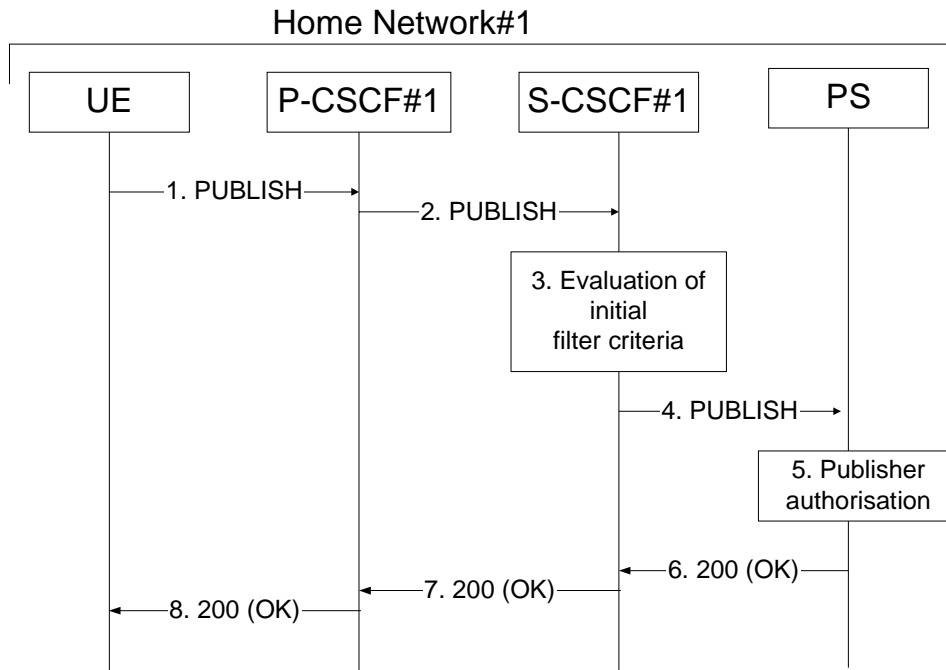 Home Network#1
UE
P-CSCF#1
S-CSCF#1
PS
1. PUBLISH
2. PUBLISH
3. Evaluation of
initial
filter criteria
4. PUBLISH
5. Publisher
authorisation
6. 200 (OK)
7. 200 (OK)
8. 200 (OK)